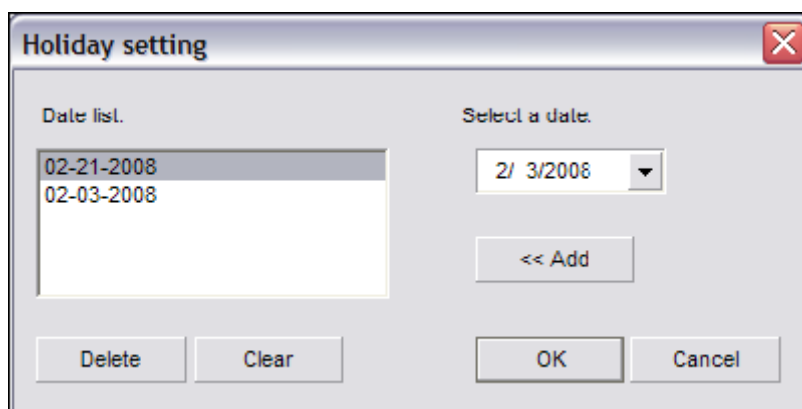 Holiday setting
Date list.
Select a date.
02-21-2008
02-03-2008
2/ 3/2008
<< Add
Delete
Clear
OK
Cancel